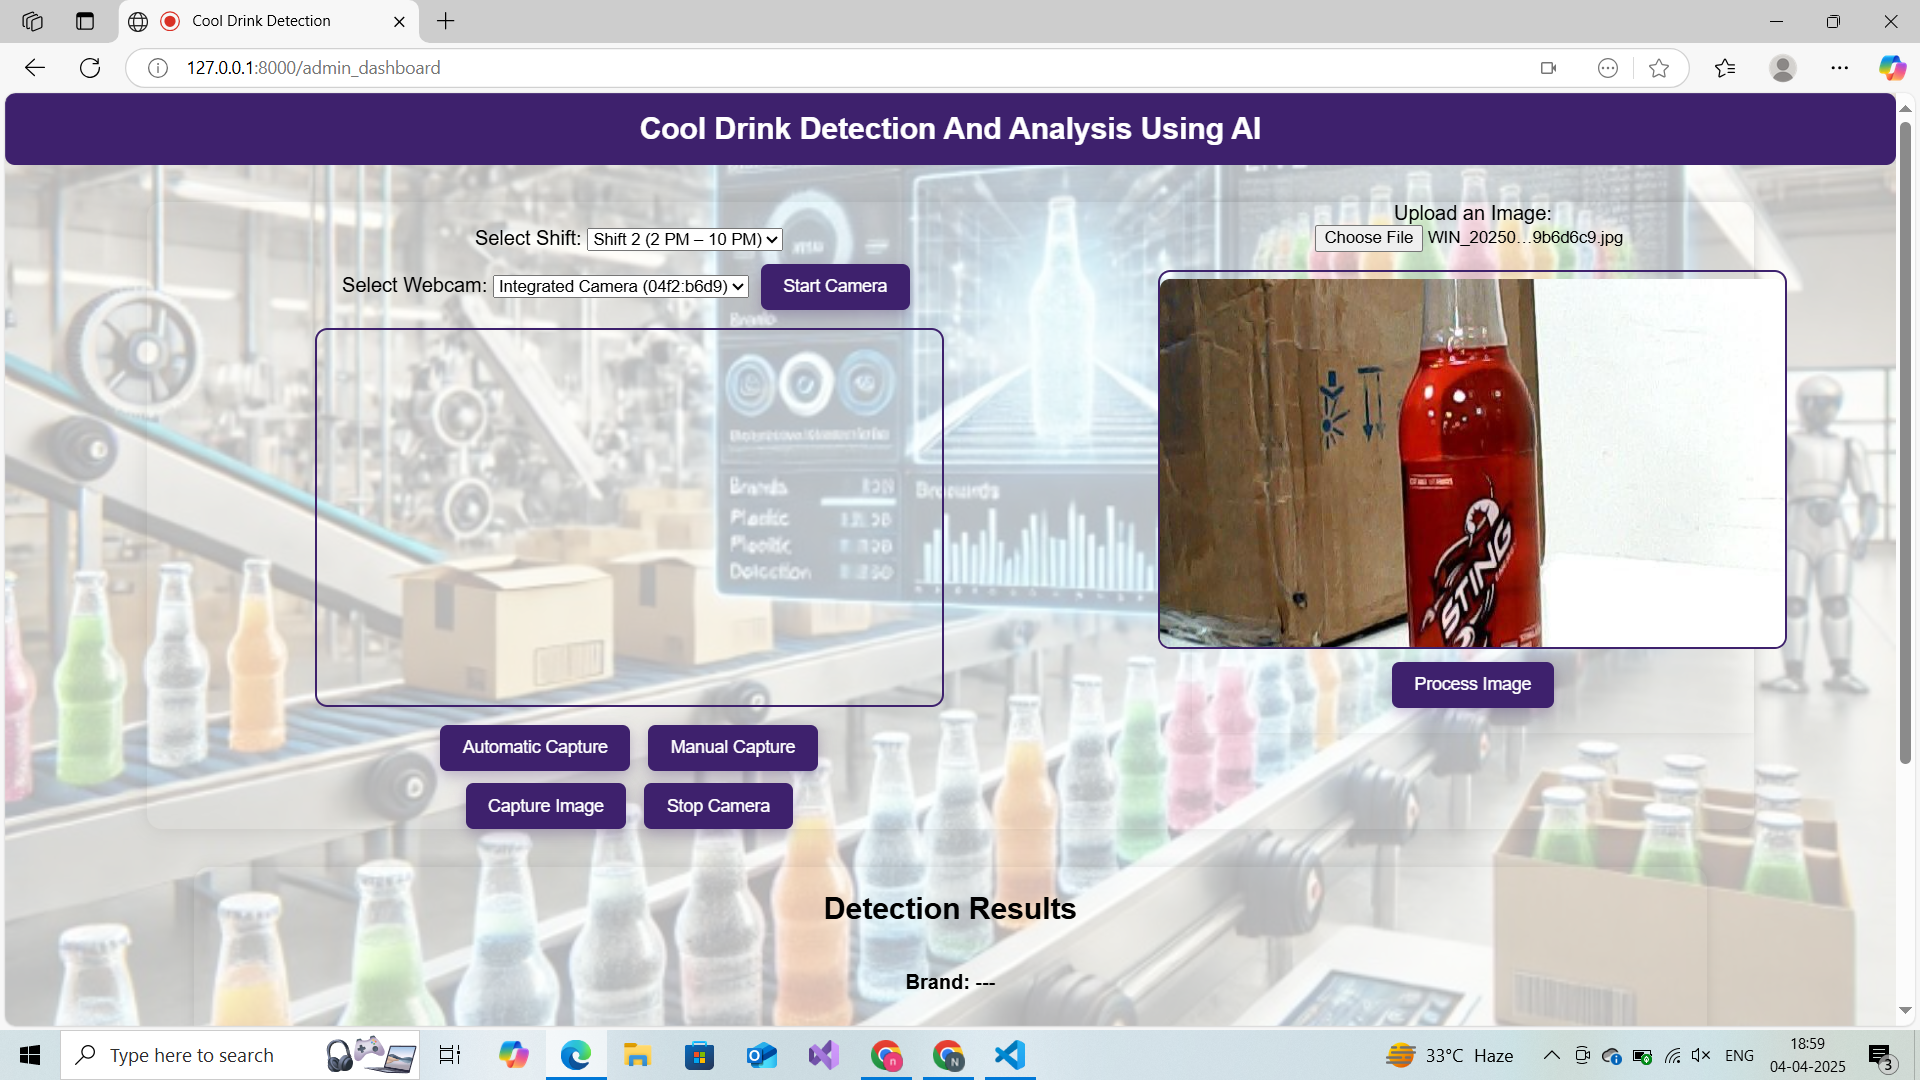 Cool Drink Detection
127.0.0.1:8000/admin_dashboard
Cool Drink Detection And Analysis Using AI
Select Shift: Shift 2 (2 PM – 10 PM)
Select Webcam: Integrated Camera (04f2:b6d9) Start Camera
Upload an Image:
Choose File WIN_20250...9b6d6c9.jpg
STING
Process Image
Automatic Capture Manual Capture
Capture Image Stop Camera
Detection Results
Brand: ---
Type here to search
33°C Haze
ENG
18:59
04-04-2025
3